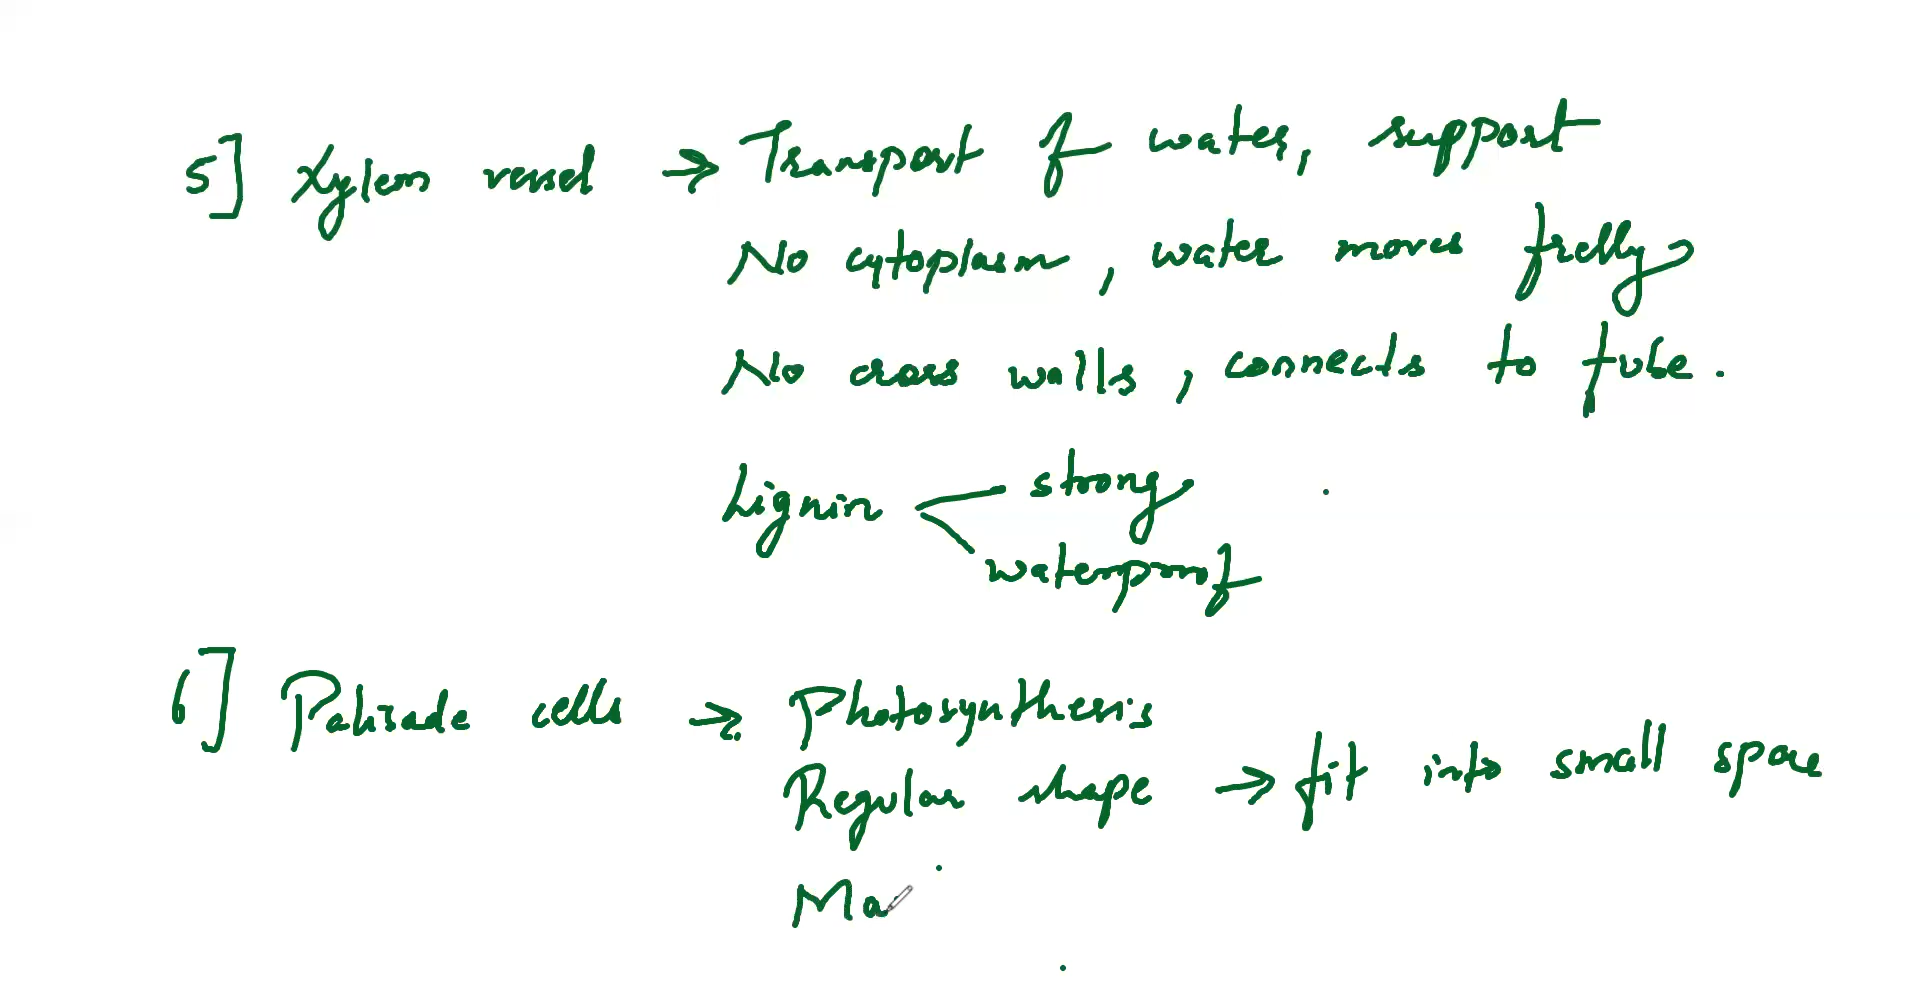 5] Xylem vessel → Transport of water, support
No cytoplasm, water moves frelly
No cross walls, connects to tube.
Lignin strong
waterproof
6] Palisade cells → Photosynthesis
Regular shape → fit into small space
Ma